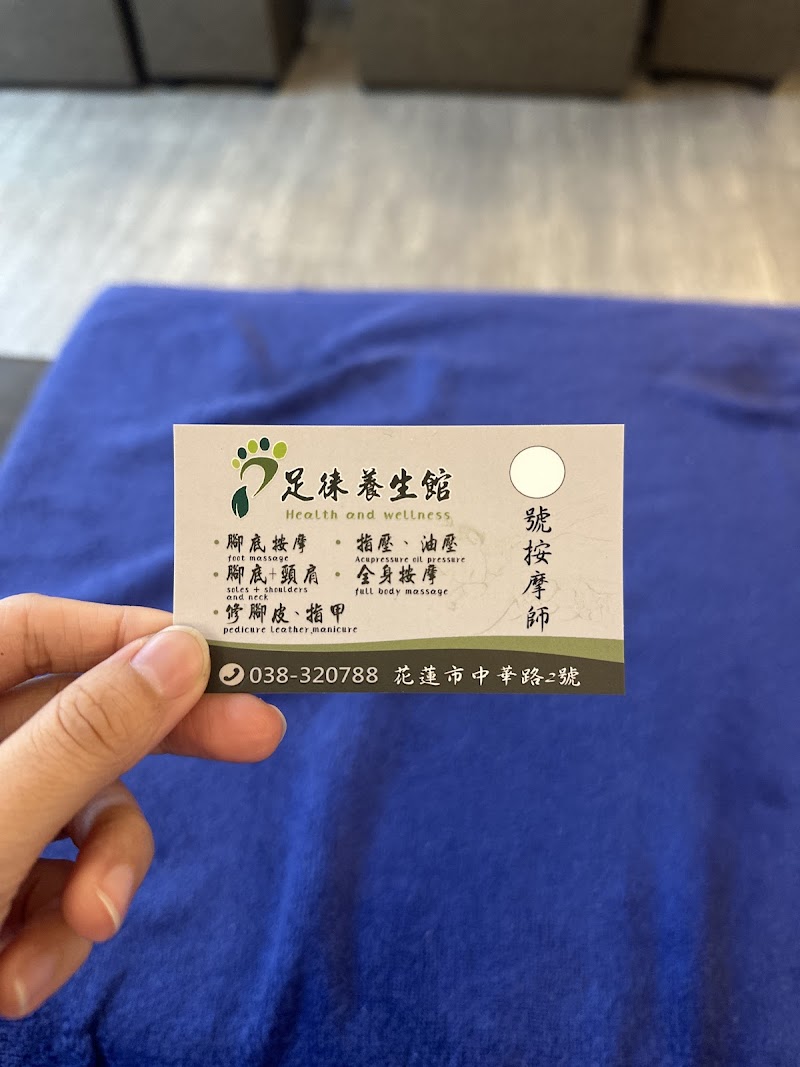 足徠養生館
Health and wellness
•腳底按摩
foot massage
•腳底+頸肩
soles + shoulders
and neck
•修腳皮、指甲
pedicure leather,manicure
•指壓、油壓
Acupressure oil pressure
•全身按摩
full body massage
號按摩師
038-320788 花蓮市中華路2號